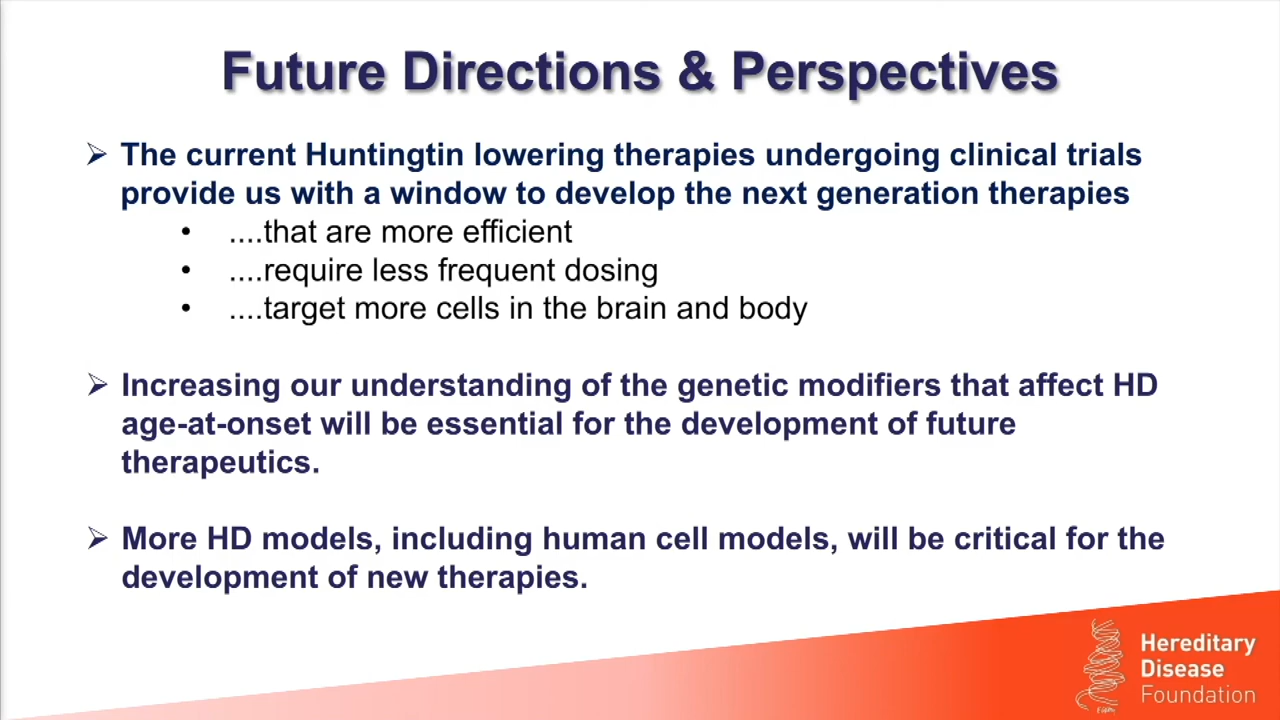 Future Directions & Perspectives
➢ The current Huntingtin lowering therapies undergoing clinical trials
provide us with a window to develop the next generation therapies
• ....that are more efficient
• ....require less frequent dosing
• ....target more cells in the brain and body
➢ Increasing our understanding of the genetic modifiers that affect HD
age-at-onset will be essential for the development of future
therapeutics.
➢ More HD models, including human cell models, will be critical for the
development of new therapies.
Hereditary
Disease
Foundation